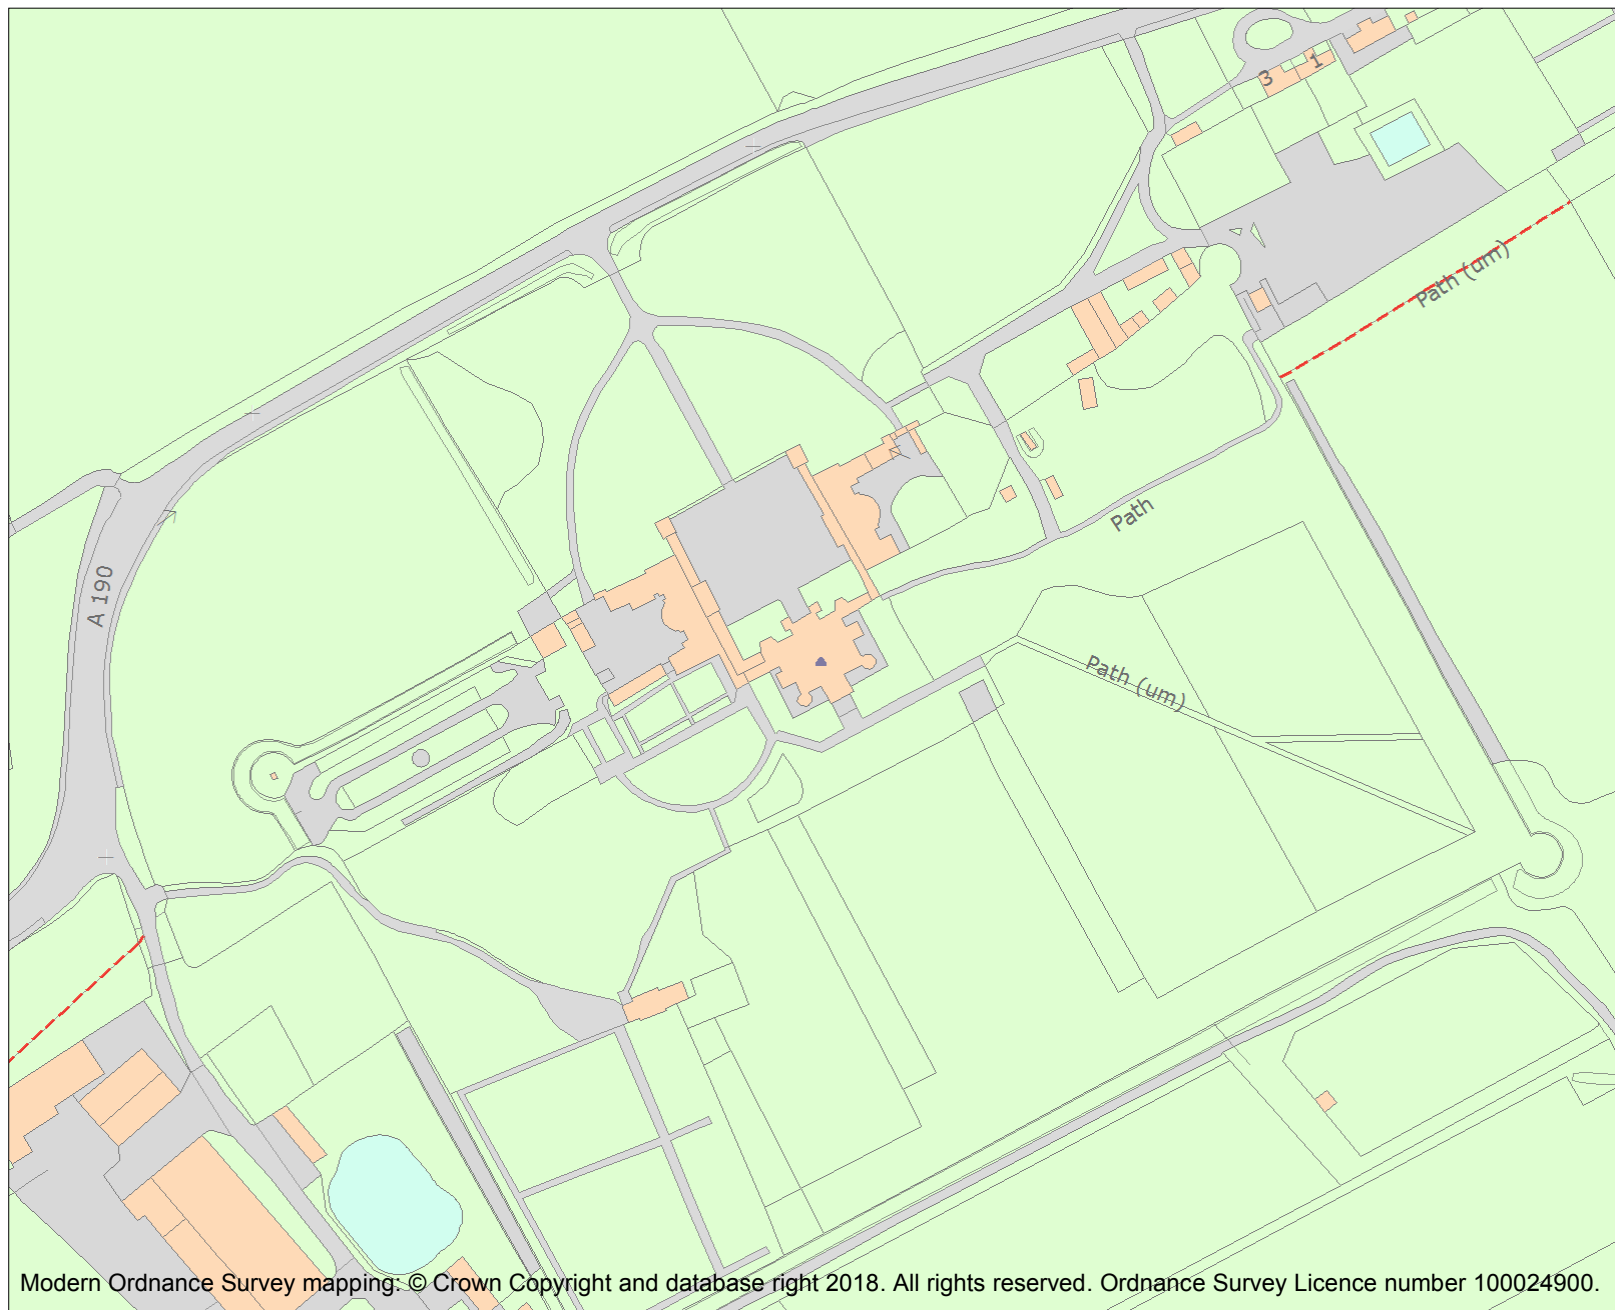 3
1
Path (um)
Path
A 190
Path (um)
Modern Ordnance Survey mapping: © Crown Copyright and database right 2018. All rights reserved. Ordnance Survey Licence number 100024900.